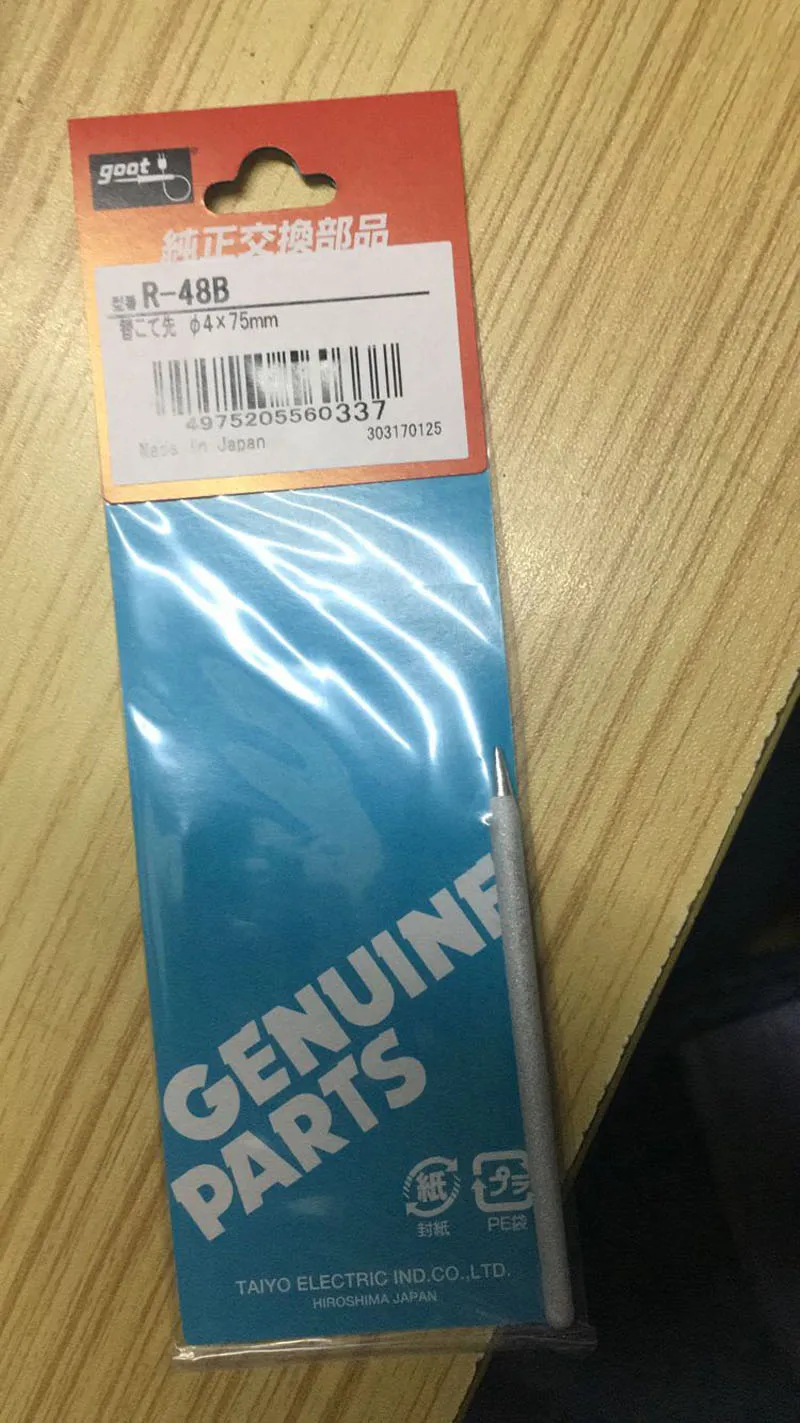 goot
純正交換部品
型番 R-48B
替こて先 φ4×75mm
4975205560337
Made in Japan 303170125
GENUINE
PARTS
紙 プラ
封紙 PE袋
TAIYO ELECTRIC IND.CO.,LTD.
HIROSHIMA JAPAN